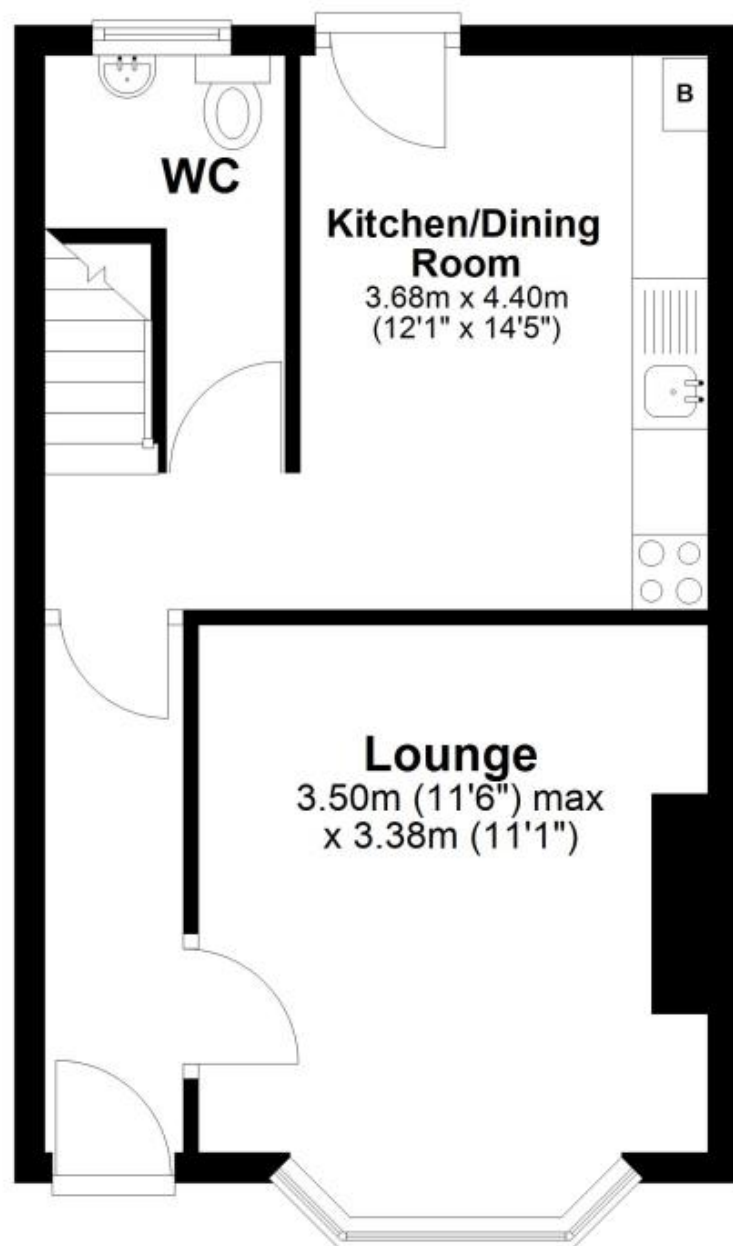 B
WC
Kitchen/Dining
Room
3.68m x 4.40m
(12'1" x 14'5")
Lounge
3.50m (11'6") max
x 3.38m (11'1")